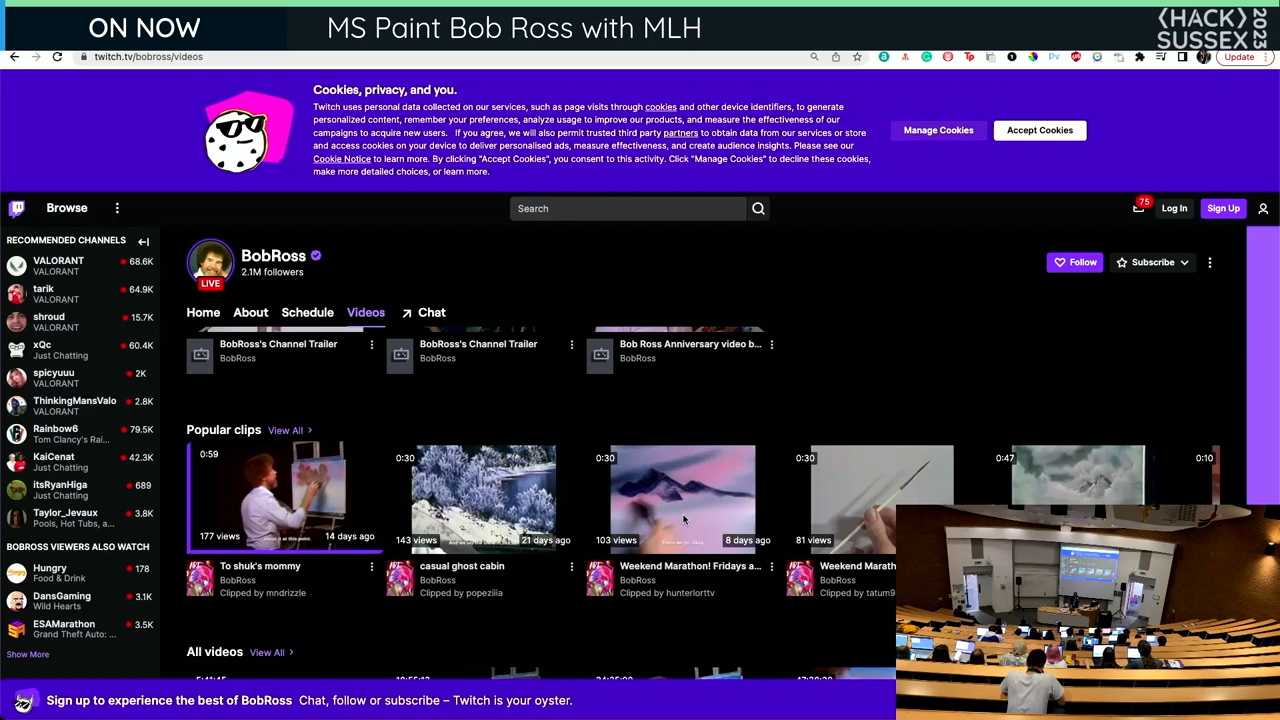 ON NOW
MS Paint Bob Ross with MLH
{HACK}
SUSSEX
2023
twitch.tv/bobross/videos
Update
Cookies, privacy, and you.
Twitch uses personal data collected on our services, such as page visits through cookies and other device identifiers, to generate
personalized content, remember your preferences, analyze usage to improve our products, and measure the effectiveness of our
campaigns to acquire new users. If you agree, we will also permit trusted third party partners to obtain data from our services or store
and access cookies on your device to deliver personalised ads, measure effectiveness, and create audience insights. Please see our
Cookie Notice to learn more. By clicking "Accept Cookies", you consent to this activity. Click "Manage Cookies" to decline these cookies,
make more detailed choices, or learn more.
Manage Cookies
Accept Cookies
Browse
Search
75
Log In
Sign Up
RECOMMENDED CHANNELS
VALORANT 68.6K
VALORANT
tarik 64.9K
VALORANT
shroud 15.7K
VALORANT
xQc 60.4K
Just Chatting
spicyuuu 2K
VALORANT
ThinkingMansValo 2.8K
VALORANT
Rainbow6 79.5K
Tom Clancy's Rai...
KaiCenat 42.3K
Just Chatting
itsRyanHiga 689
Just Chatting
Taylor_Jevaux 3.8K
Pools, Hot Tubs, a...
BOBROSS VIEWERS ALSO WATCH
Hungry 178
Food & Drink
DansGaming 3.1K
Wild Hearts
ESAMarathon 3.5K
Grand Theft Auto: ...
Show More
BobRoss
2.1M followers
LIVE
Follow
Subscribe
Home About Schedule Videos Chat
BobRoss's Channel Trailer
BobRoss
BobRoss's Channel Trailer
BobRoss
Bob Ross Anniversary video b...
BobRoss
Popular clips View All
0:59
about it at this point.
177 views 14 days ago
To shuk's mommy
BobRoss
Clipped by mndrizzle
0:30
143 views 21 days ago
casual ghost cabin
BobRoss
Clipped by popeziiia
0:30
There we go. Okay.
103 views 8 days ago
Weekend Marathon! Fridays a...
BobRoss
Clipped by hunterlorttv
0:30
81 views
Weekend Marath
BobRoss
Clipped by tatum9
0:47
0:10
All videos View All
Sign up to experience the best of BobRoss Chat, follow or subscribe – Twitch is your oyster.